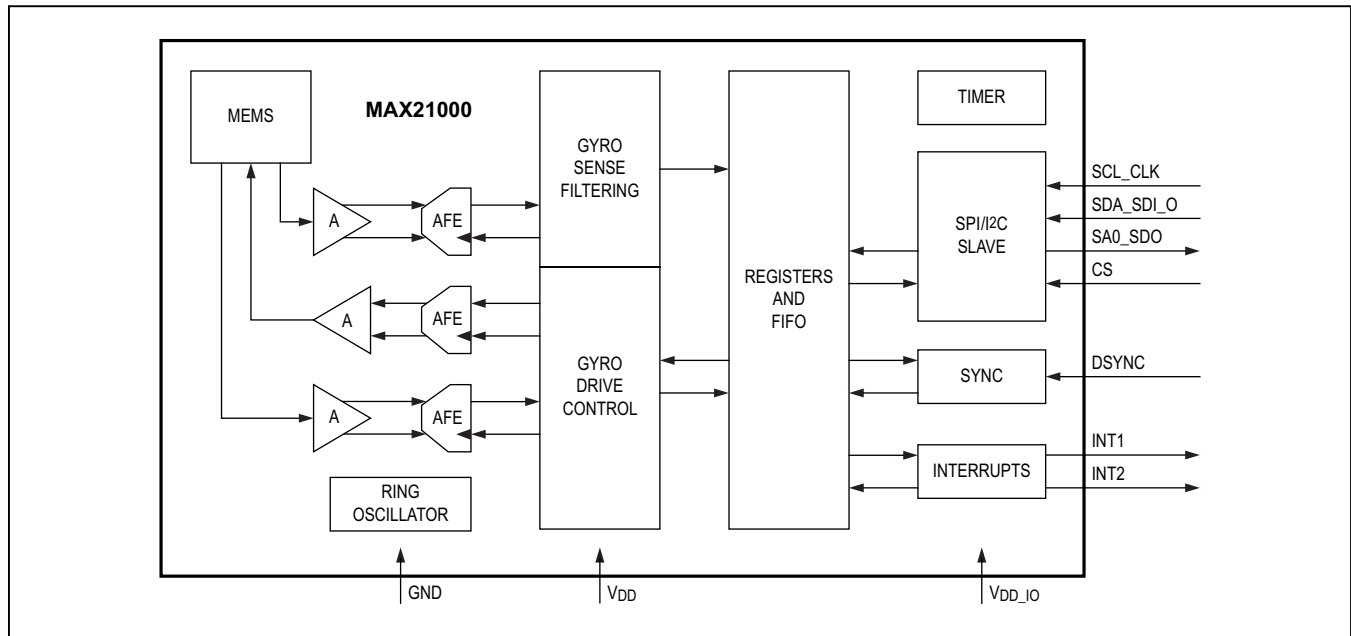 MEMS
MAX21000
A
AFE
A
AFE
A
AFE
RING
OSCILLATOR
GYRO
SENSE
FILTERING
GYRO
DRIVE
CONTROL
REGISTERS
AND
FIFO
TIMER
SPI/I2C
SLAVE
SYNC
INTERRUPTS
SCL_CLK
SDA_SDI_O
SA0_SDO
CS
DSYNC
INT1
INT2
GND
VDD
VDD_IO